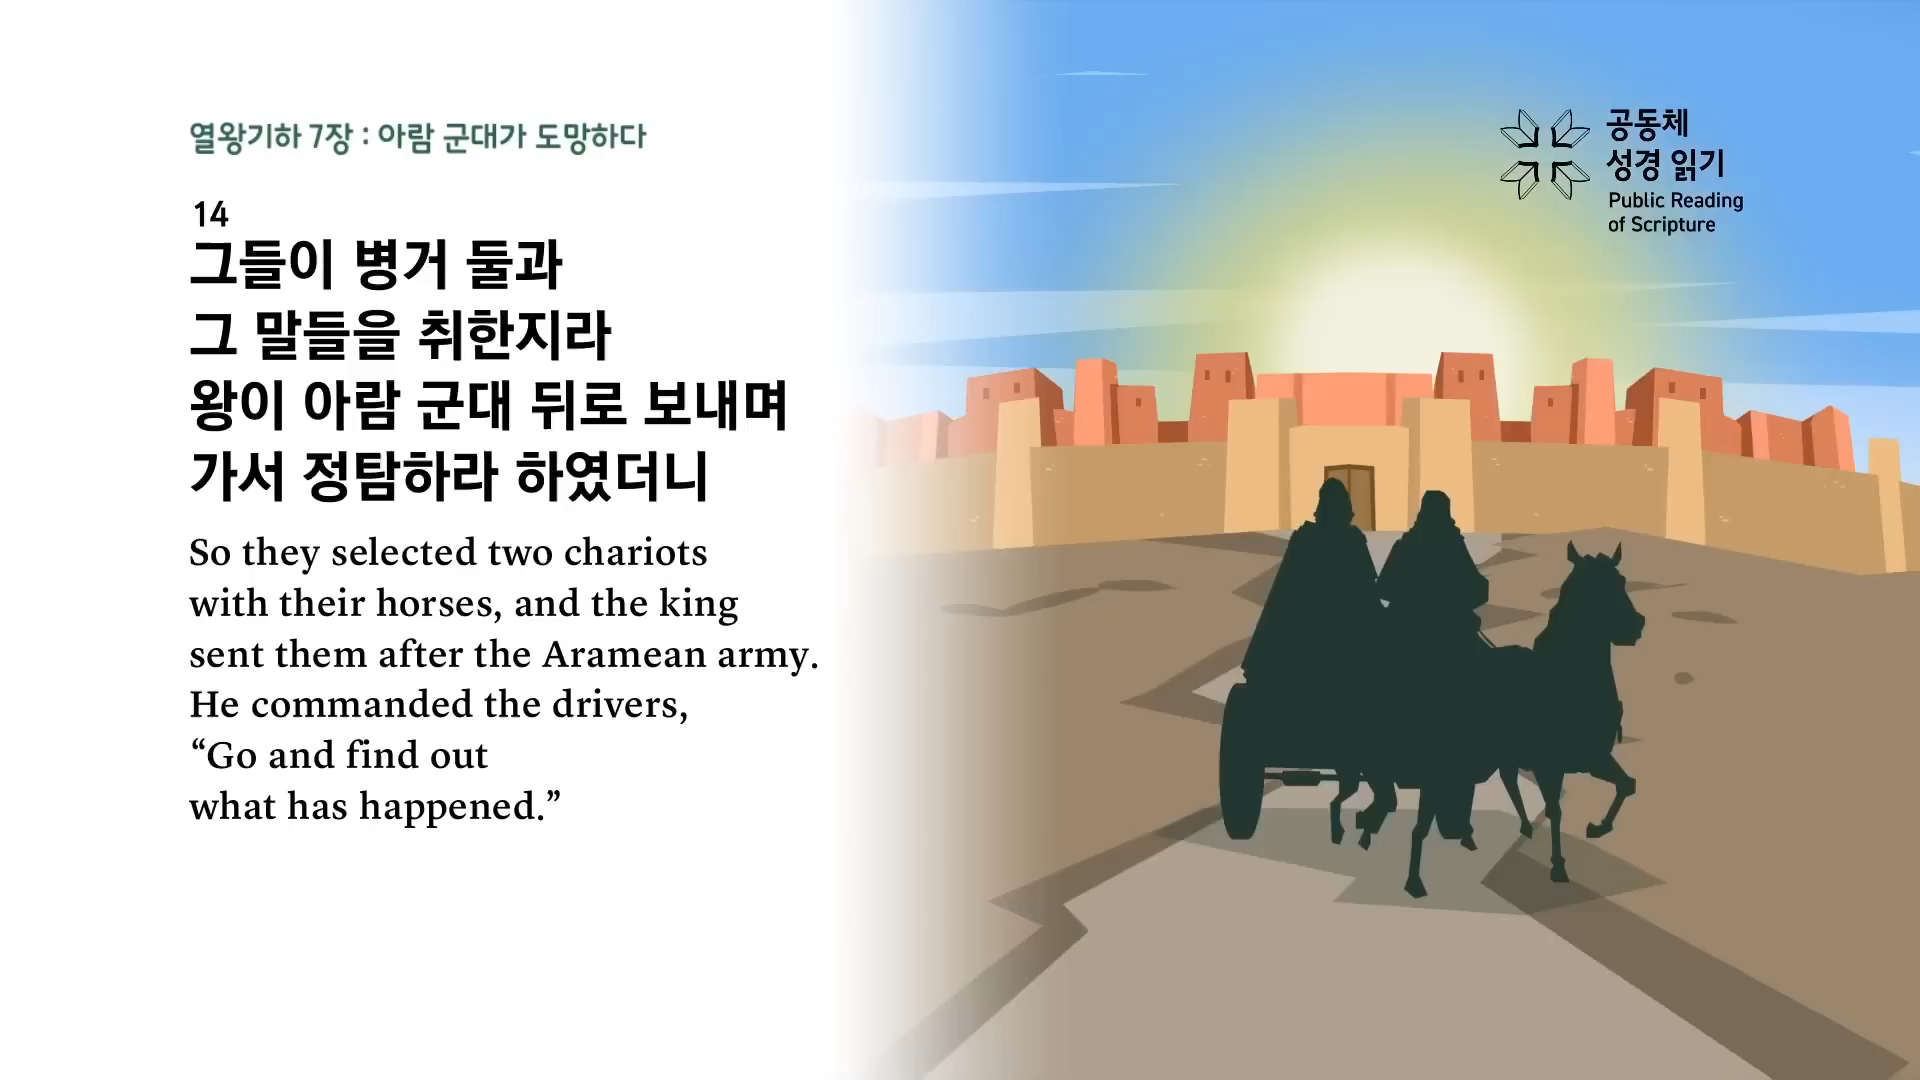 열왕기하 7장 : 아람 군대가 도망하다
14
그들이 병거 둘과
그 말들을 취한지라
왕이 아람 군대 뒤로 보내며
가서 정탐하라 하였더니
So they selected two chariots
with their horses, and the king
sent them after the Aramean army.
He commanded the drivers,
“Go and find out
what has happened.”
공동체
성경 읽기
Public Reading
of Scripture